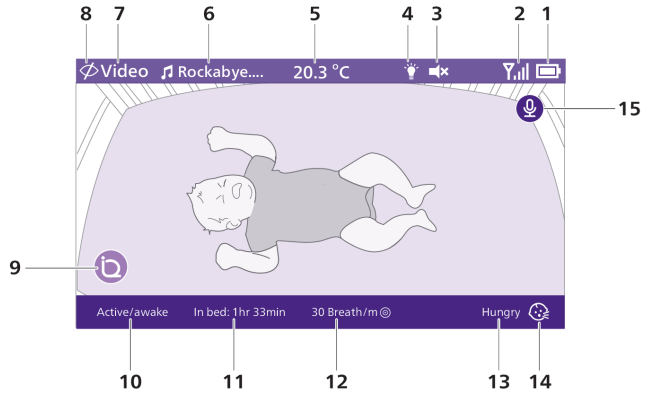 8 7 6 5 4 3 2 1
Video Rockabye.... 20.3 °C
15
9
Active/awake In bed: 1hr 33min 30 Breath/m Hungry
10 11 12 13 14